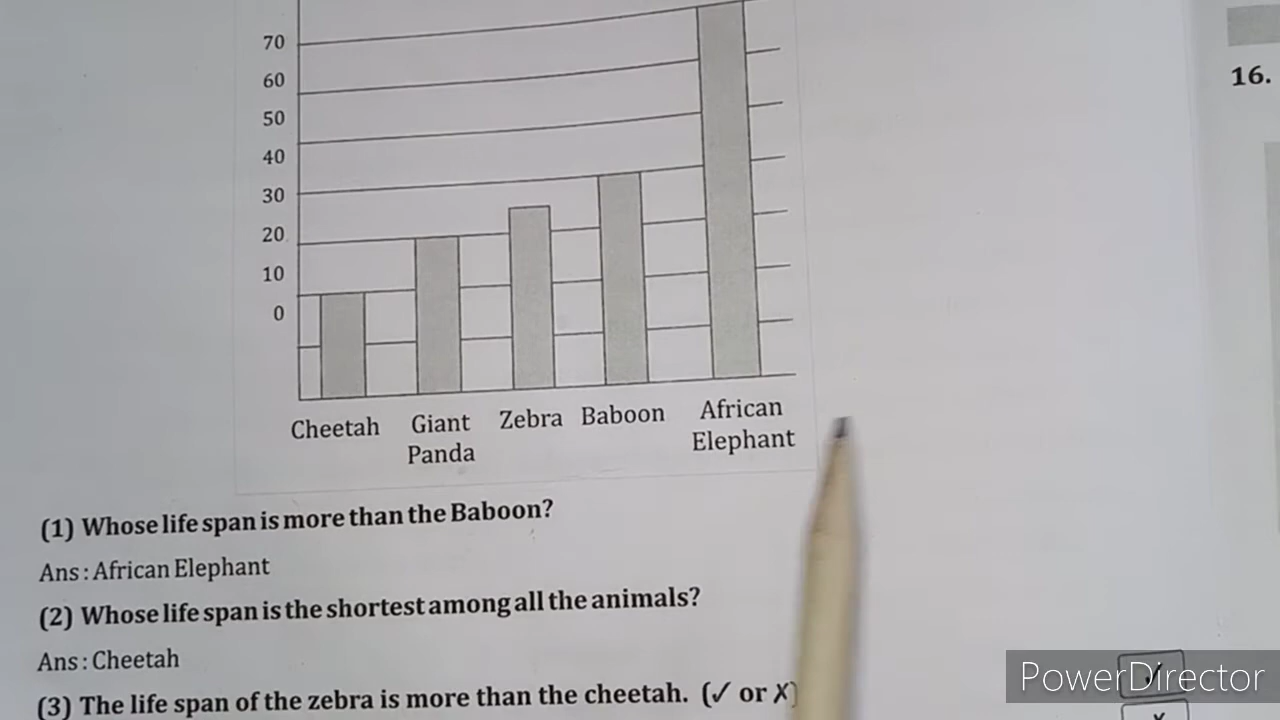 70
60
50
40
30
20
10
0
Cheetah Giant Panda Zebra Baboon African Elephant
(1) Whose life span is more than the Baboon?
Ans : African Elephant
(2) Whose life span is the shortest among all the animals?
Ans : Cheetah
(3) The life span of the zebra is more than the cheetah. (✓ or ✗)
16.
PowerDirector